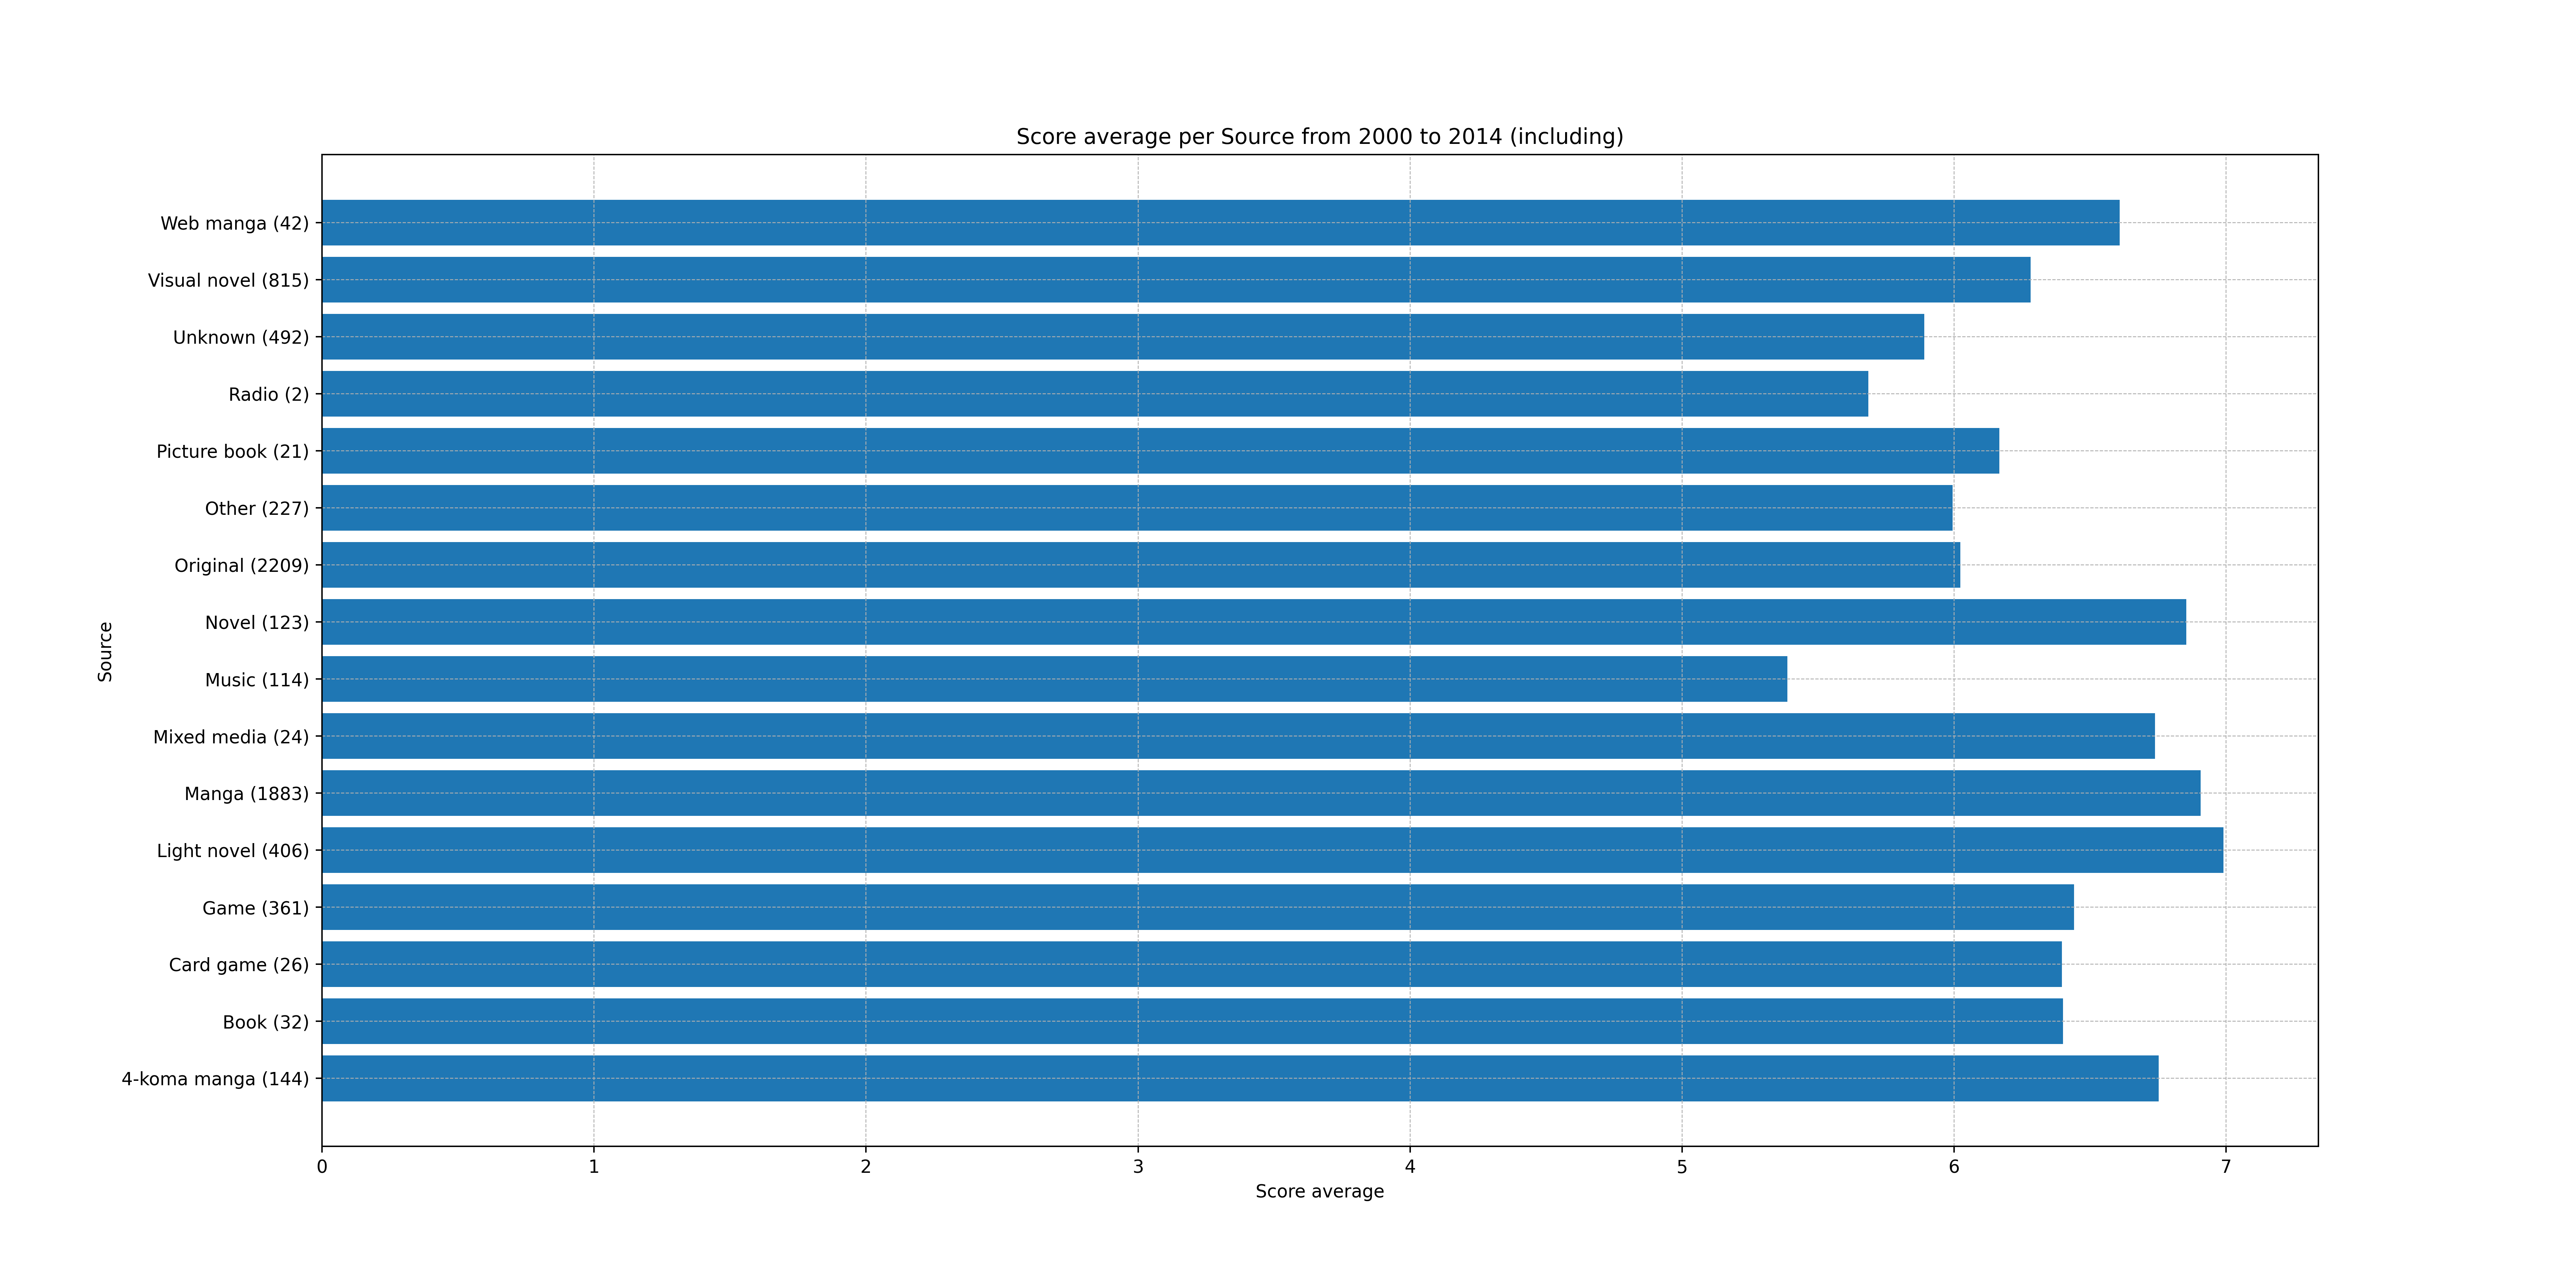 Score average per Source from 2000 to 2014 (including)
Web manga (42)
Visual novel (815)
Unknown (492)
Radio (2)
Picture book (21)
Other (227)
Original (2209)
Novel (123)
Music (114)
Mixed media (24)
Manga (1883)
Light novel (406)
Game (361)
Card game (26)
Book (32)
4-koma manga (144)
Source
0 1 2 3 4 5 6 7
Score average